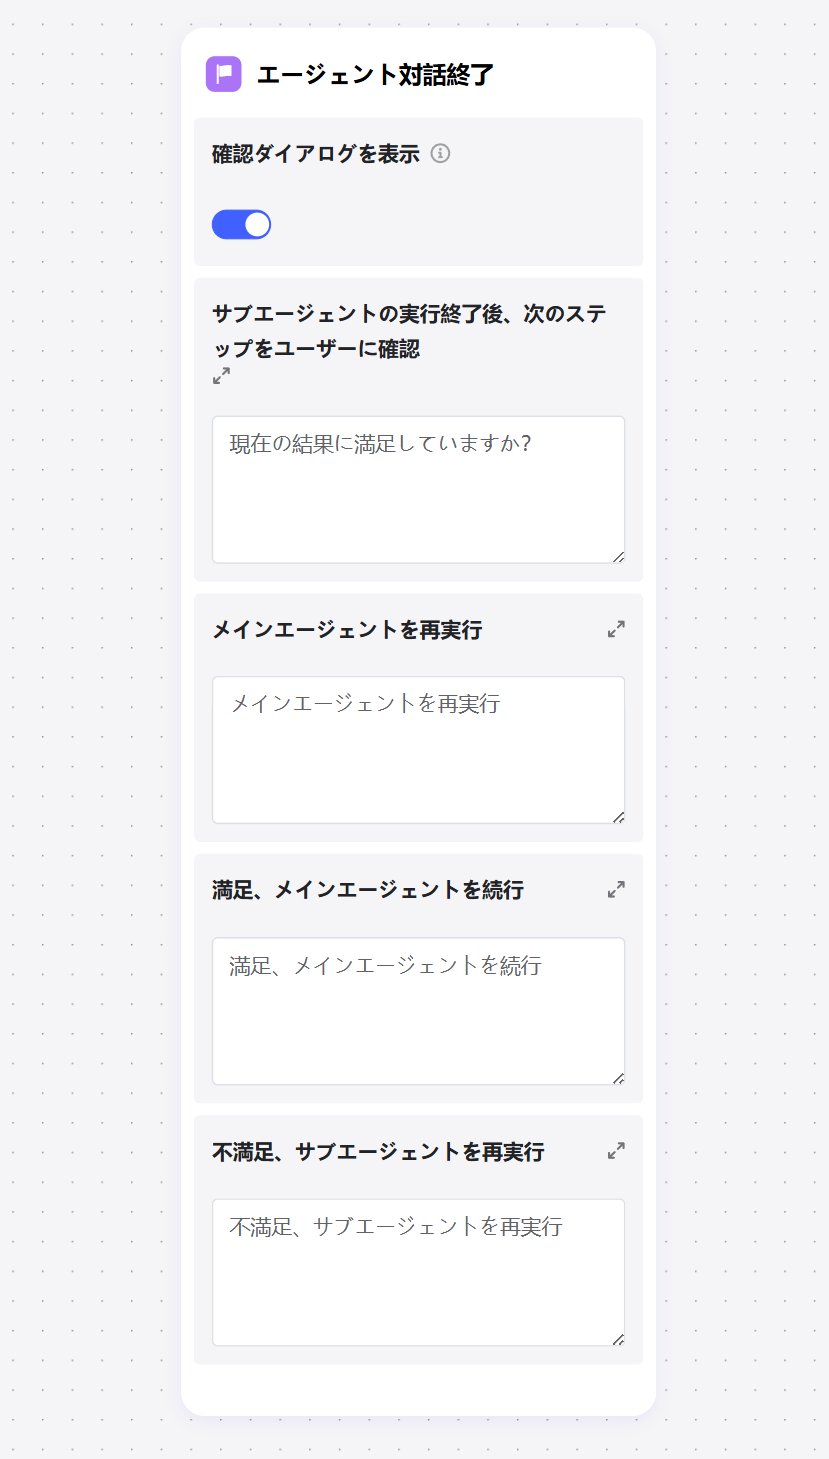 エージェント対話終了
確認ダイアログを表示
サブエージェントの実行終了後、次のステ
ップをユーザーに確認
現在の結果に満足していますか?
メインエージェントを再実行
メインエージェントを再実行
満足、メインエージェントを続行
満足、メインエージェントを続行
不満足、サブエージェントを再実行
不満足、サブエージェントを再実行